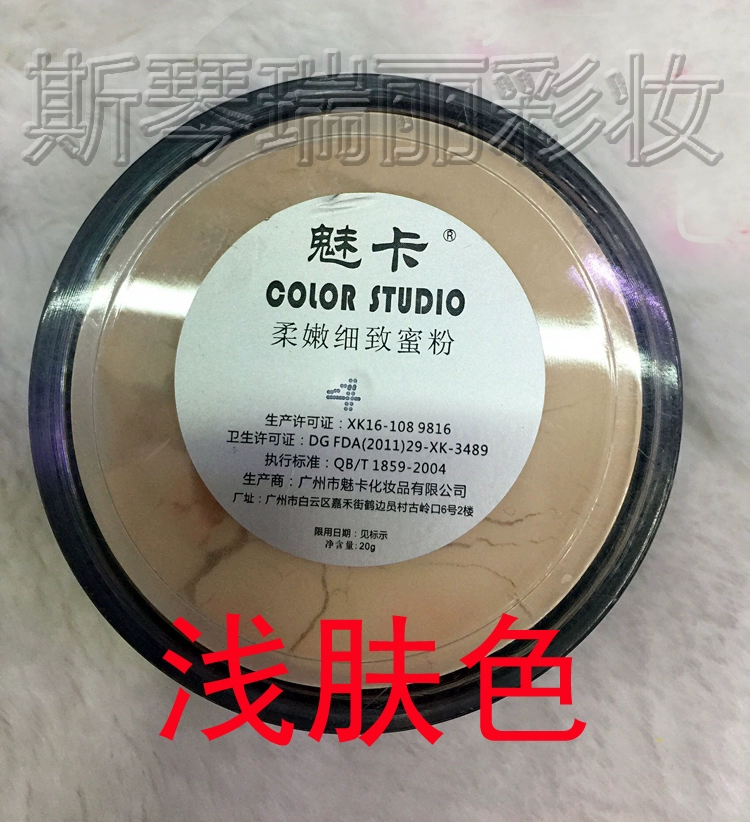 斯琴瑞丽彩妆
魅卡®
COLOR STUDIO
柔嫩细致蜜粉
生产许可证：XK16-108 9816
卫生许可证：DG FDA(2011)29-XK-3489
执行标准：QB/T 1859-2004
生产商：广州市魅卡化妆品有限公司
厂址：广州市白云区嘉禾街鹤边员村古岭口6号2楼
限用日期：见标示
净含量:20g
浅肤色